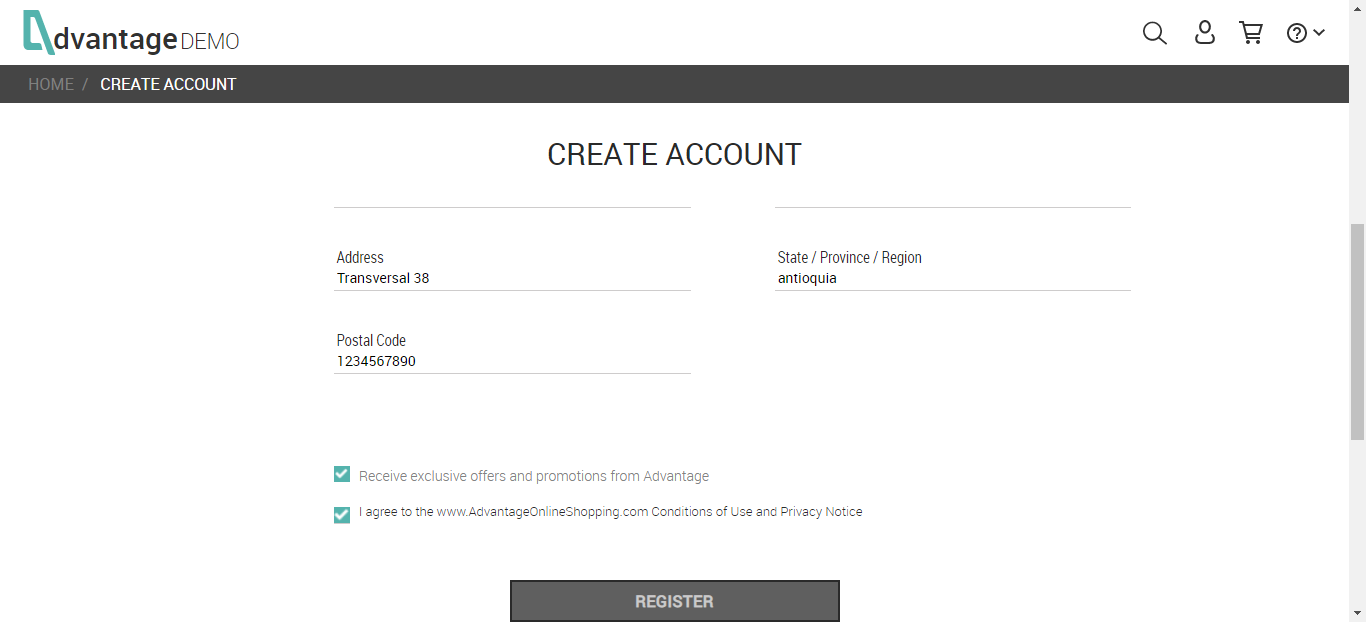 dvantage DEMO
HOME / CREATE ACCOUNT
CREATE ACCOUNT
Address
Transversal 38
State / Province / Region
antioquia
Postal Code
1234567890
Receive exclusive offers and promotions from Advantage
I agree to the www.AdvantageOnlineShopping.com Conditions of Use and Privacy Notice
REGISTER